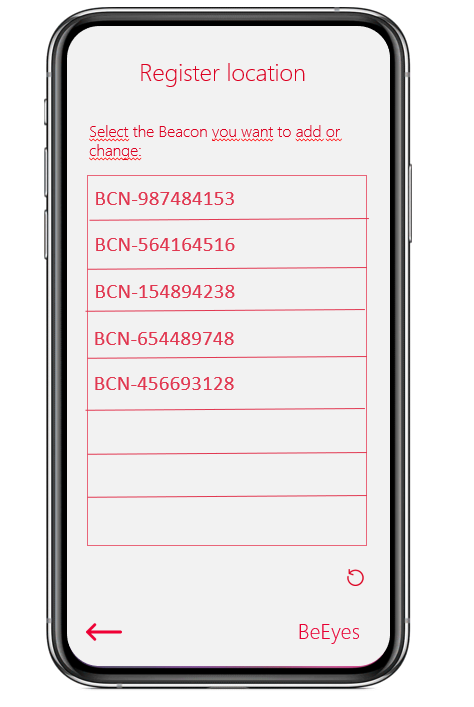 Register location
Select the Beacon you want to add or
change:
BCN-987484153
BCN-564164516
BCN-154894238
BCN-654489748
BCN-456693128
BeEyes